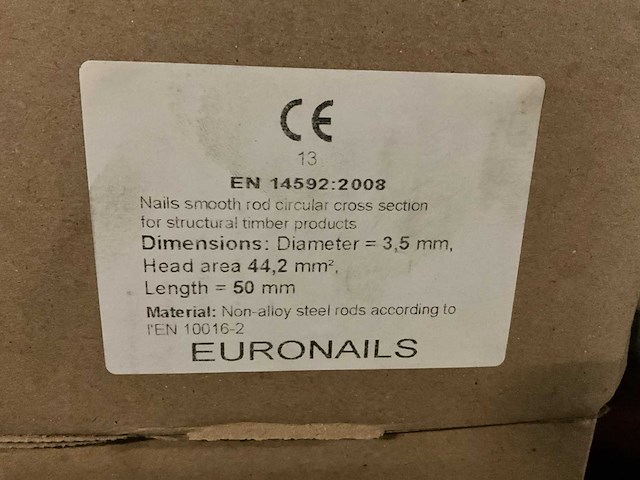 CE
13
EN 14592:2008
Nails smooth rod circular cross section
for structural timber products
Dimensions: Diameter = 3,5 mm,
Head area 44,2 mm²,
Length = 50 mm
Material: Non-alloy steel rods according to
l'EN 10016-2
EURONAILS